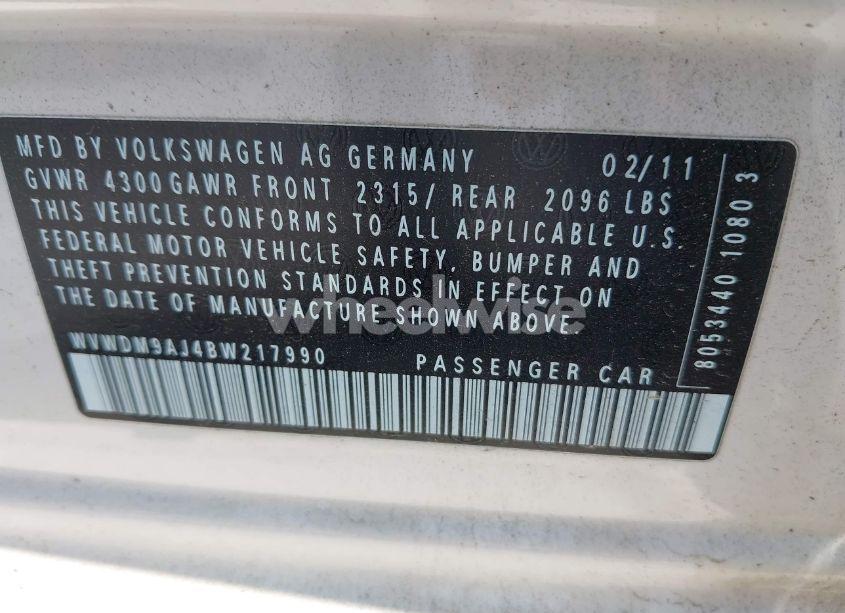 MFD BY VOLKSWAGEN AG GERMANY 02/11
GVWR 4300 GAWR FRONT 2315/ REAR 2096 LBS
THIS VEHICLE CONFORMS TO ALL APPLICABLE U.S.
FEDERAL MOTOR VEHICLE SAFETY, BUMPER AND
THEFT PREVENTION STANDARDS IN EFFECT ON
THE DATE OF MANUFACTURE SHOWN ABOVE.
WVWDM9AJ4BW217990 PASSENGER CAR
8053440 1080 3
wheelwise